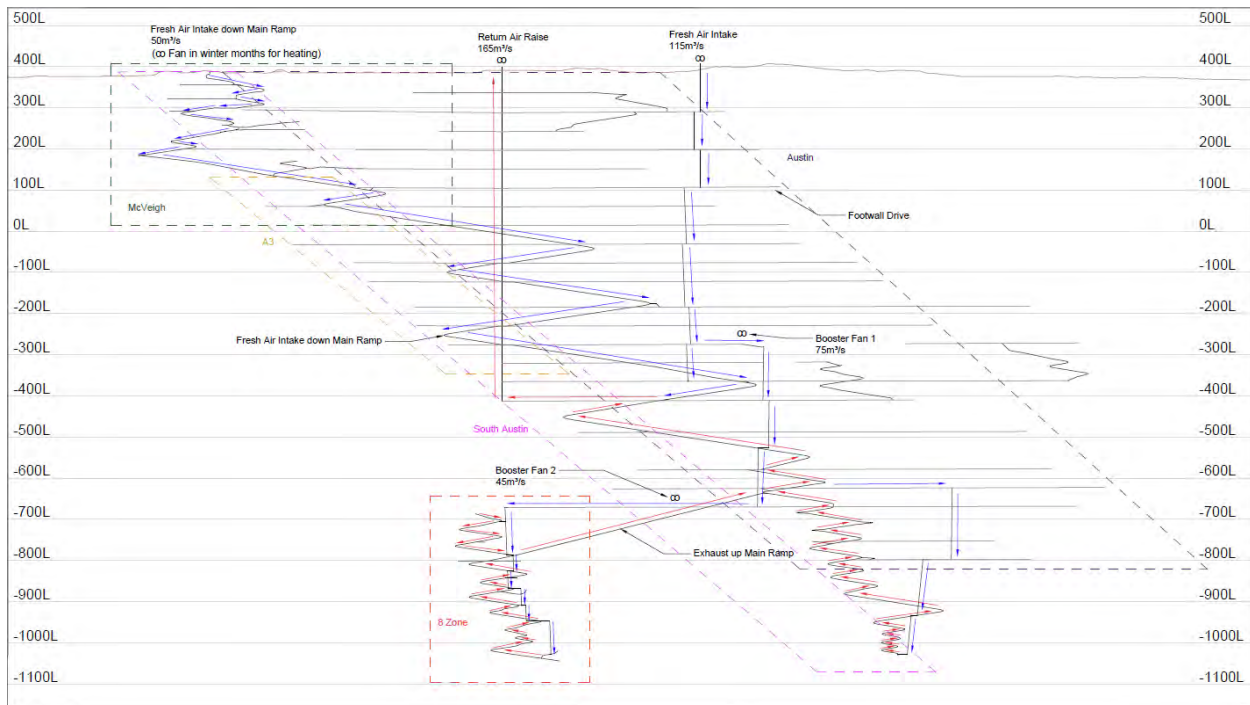 500L
500L
Fresh Air Intake down Main Ramp
50m³/s
(ꝏ Fan in winter months for heating)
Return Air Raise
165m³/s
Fresh Air Intake
115m³/s
400L
400L
300L
300L
200L
200L
Austin
100L
100L
McVeigh
Footwall Drive
0L
0L
A3
-100L
-100L
-200L
-200L
Fresh Air Intake down Main Ramp
Booster Fan 1
75m³/s
-300L
-300L
-400L
-400L
South Austin
-500L
-500L
Booster Fan 2
45m³/s
-600L
-600L
-700L
-700L
Exhaust up Main Ramp
-800L
-800L
-900L
-900L
8 Zone
-1000L
-1000L
-1100L
-1100L